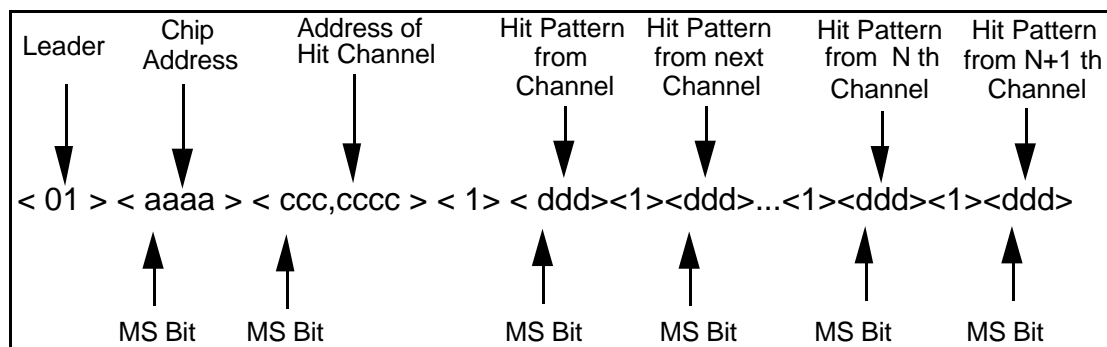 Leader
Chip
Address
Address of
Hit Channel
Hit Pattern
from
Channel
Hit Pattern
from next
Channel
Hit Pattern
from N th
Channel
Hit Pattern
from N+1 th
Channel
< 01 > < aaaa > < ccc,cccc > < 1> < ddd><1><ddd>...<1><ddd><1><ddd>
MS Bit MS Bit MS Bit MS Bit MS Bit MS Bit